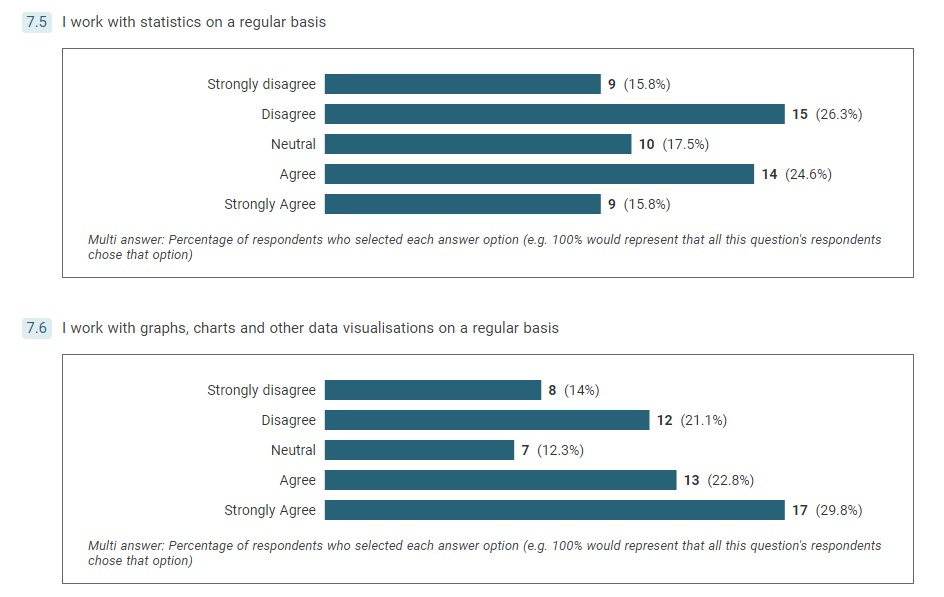 7.5 I work with statistics on a regular basis
Strongly disagree 9 (15.8%)
Disagree 15 (26.3%)
Neutral 10 (17.5%)
Agree 14 (24.6%)
Strongly Agree 9 (15.8%)
Multi answer: Percentage of respondents who selected each answer option (e.g. 100% would represent that all this question's respondents
chose that option)
7.6 I work with graphs, charts and other data visualisations on a regular basis
Strongly disagree 8 (14%)
Disagree 12 (21.1%)
Neutral 7 (12.3%)
Agree 13 (22.8%)
Strongly Agree 17 (29.8%)
Multi answer: Percentage of respondents who selected each answer option (e.g. 100% would represent that all this question's respondents
chose that option)